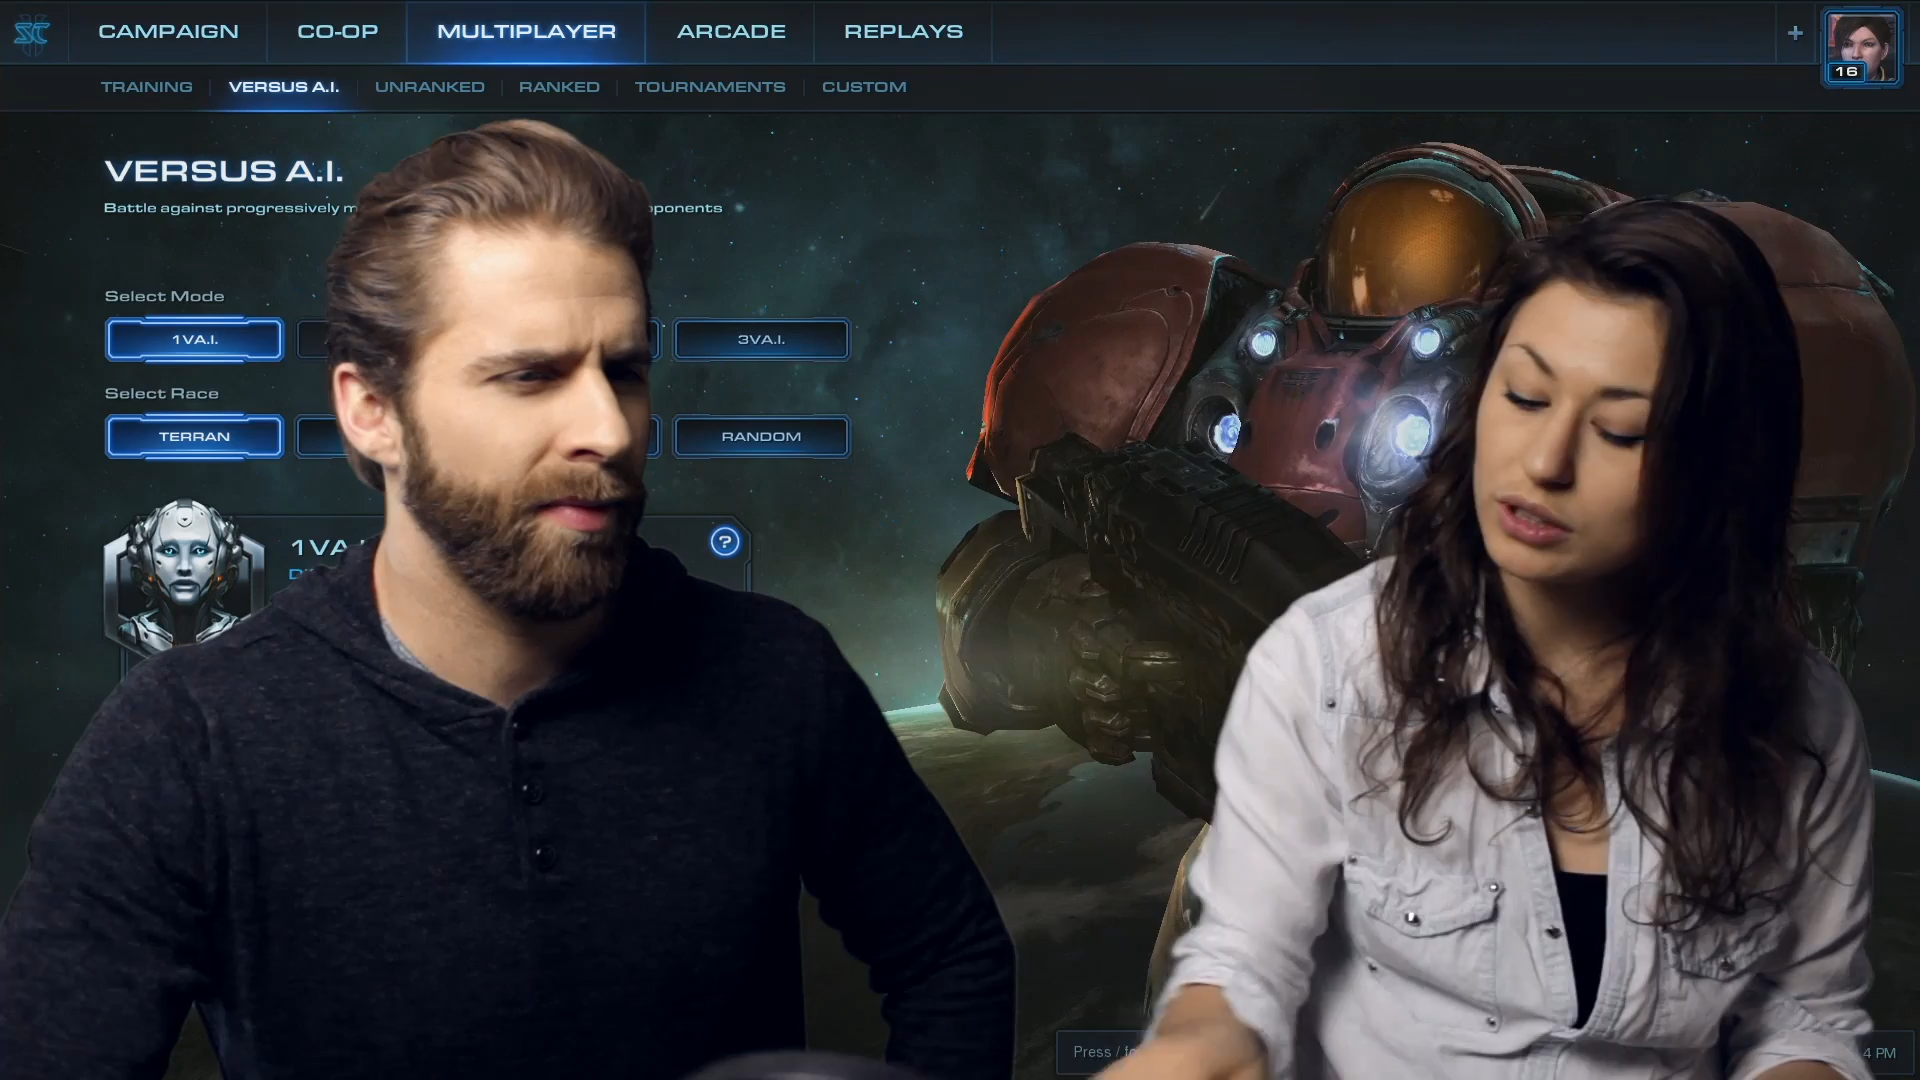 CAMPAIGN CO-OP MULTIPLAYER ARCADE REPLAYS
16
TRAINING VERSUS A.I. UNRANKED RANKED TOURNAMENTS CUSTOM
VERSUS A.I.
Battle against progressively
Select Mode
1VA.I. 3VA.I.
Select Race
TERRAN RANDOM
?
Press /
4 PM